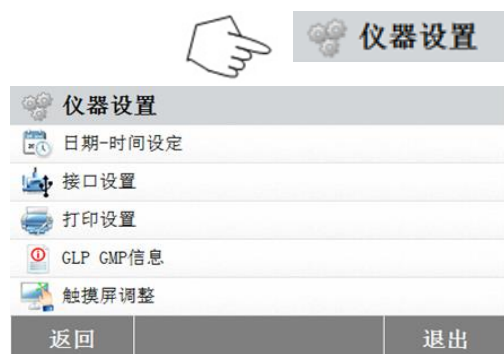 仪器设置
仪器设置
日期-时间设定
接口设置
打印设置
GLP GMP信息
触摸屏调整
返回
退出